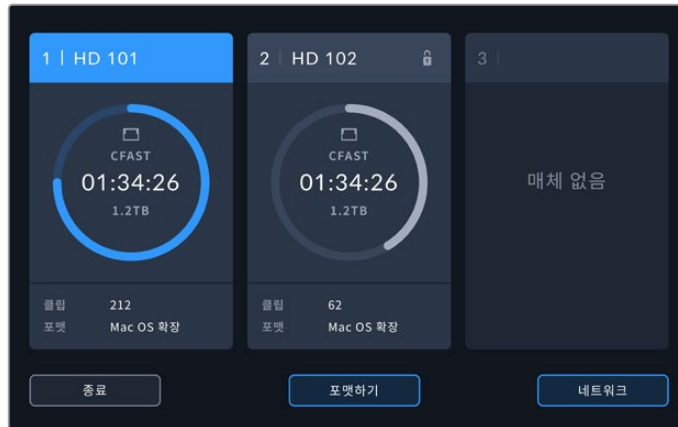 1 | HD 101
CFAST
01:34:26
1.2TB
클립 212
포맷 Mac OS 확장
2 | HD 102
CFAST
01:34:26
1.2TB
클립 62
포맷 Mac OS 확장
3 |
매체 없음
종료
포맷하기
네트워크